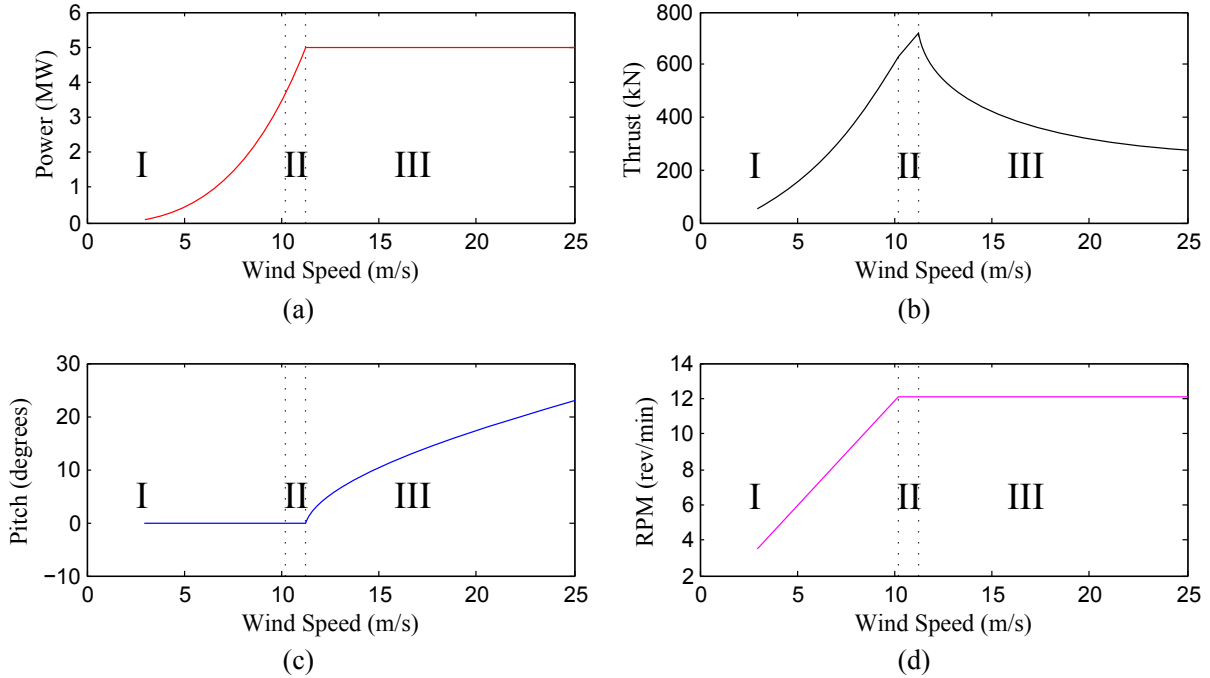 6
5
4
3
2
1
0
Power (MW)
I
II
III
0 5 10 15 20 25
Wind Speed (m/s)
(a)
800
600
400
200
0
Thrust (kN)
I
II
III
0 5 10 15 20 25
Wind Speed (m/s)
(b)
30
20
10
0
−10
Pitch (degrees)
I
II
III
0 5 10 15 20 25
Wind Speed (m/s)
(c)
14
12
10
8
6
4
2
RPM (rev/min)
I
II
III
0 5 10 15 20 25
Wind Speed (m/s)
(d)